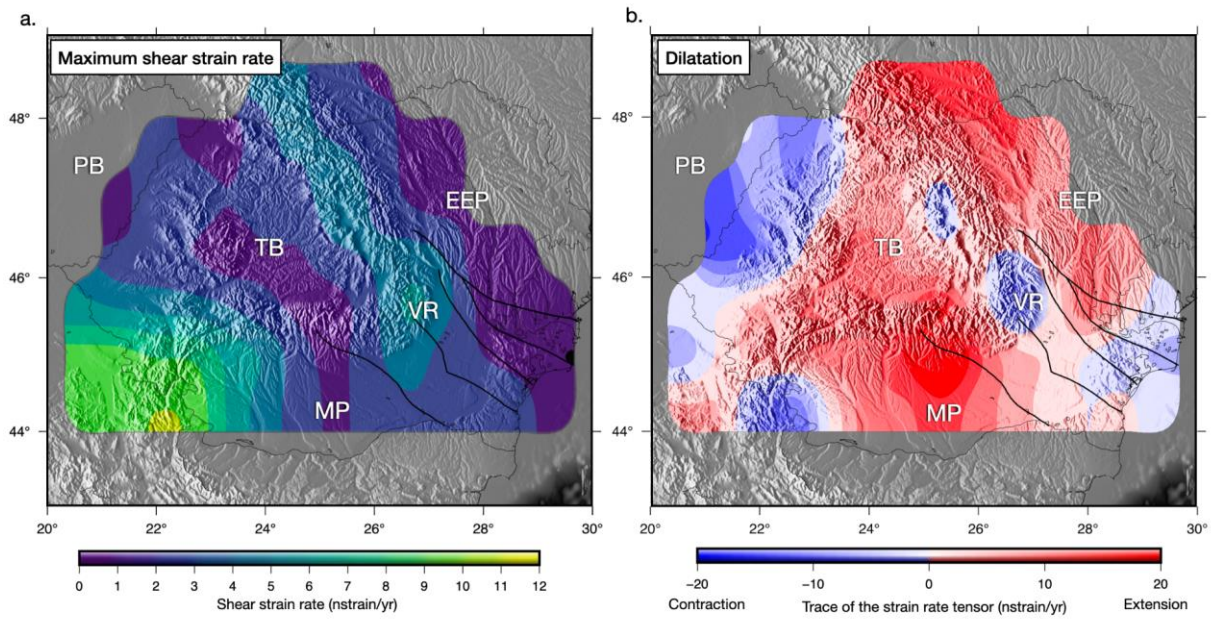 a.
Maximum shear strain rate
48°
46°
44°
PB
TB
EEP
VR
MP
20° 22° 24° 26° 28° 30°
0 1 2 3 4 5 6 7 8 9 10 11 12
Shear strain rate (nstrain/yr)
b.
Dilatation
48°
46°
44°
PB
EEP
TB
VR
MP
20° 22° 24° 26° 28° 30°
−20 −10 0 10 20
Contraction Trace of the strain rate tensor (nstrain/yr) Extension